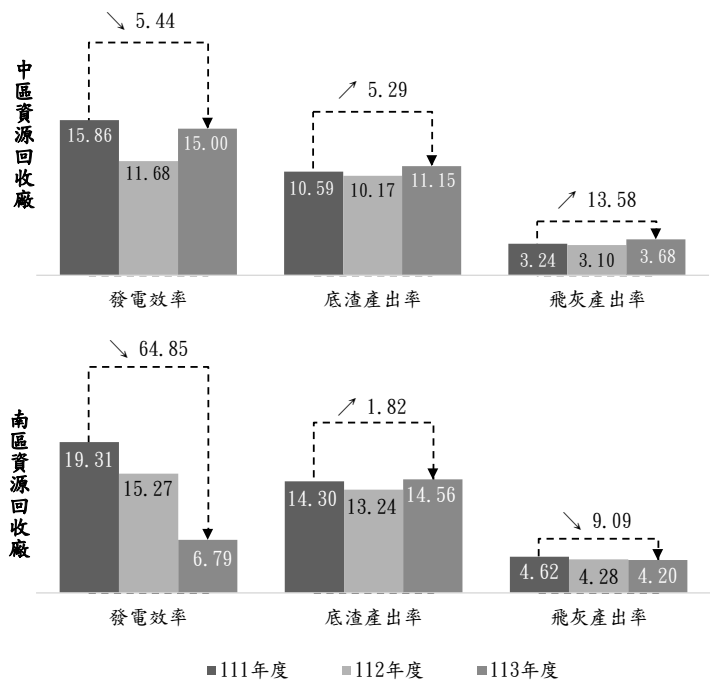 中區資源回收廠
↘ 5.44
15.86
11.68
15.00
發電效率
↗ 5.29
10.59
10.17
11.15
底渣產出率
↗ 13.58
3.24
3.10
3.68
飛灰產出率
南區資源回收廠
↘ 64.85
19.31
15.27
6.79
發電效率
↗ 1.82
14.30
13.24
14.56
底渣產出率
↘ 9.09
4.62
4.28
4.20
飛灰產出率
111年度
112年度
113年度